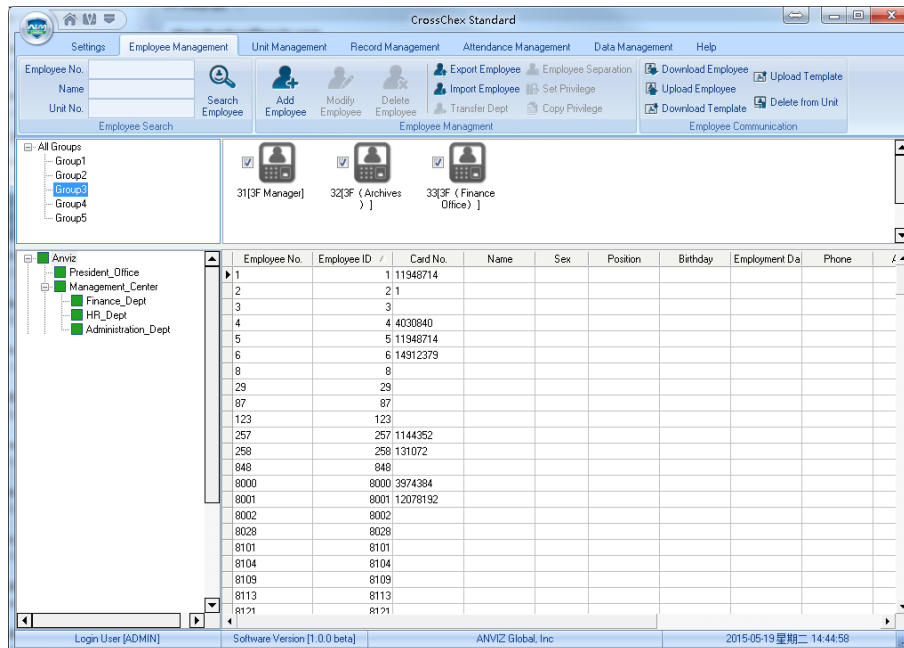 CrossChex Standard
Settings Employee Management Unit Management Record Management Attendance Management Data Management Help
Employee No.
Name
Unit No.
Search Employee
Employee Search
Add Employee
Modify Employee
Delete Employee
Export Employee
Import Employee
Transfer Dept
Employee Separation
Set Privilege
Copy Privilege
Employee Managment
Download Employee
Upload Employee
Download Template
Upload Template
Delete from Unit
Employee Communication
All Groups
Group1
Group2
Group3
Group4
Group5
31[3F Manager]
32[3F（Archives
）]
33[3F（Finance
Office）]
Anviz
President_Office
Management_Center
Finance_Dept
HR_Dept
Administration_Dept
Employee No. Employee ID Card No. Name Sex Position Birthday Employment Da Phone
1 1 11948714
2 2 1
3 3
4 4 4030840
5 5 11948714
6 6 14912379
8 8
29 29
87 87
123 123
257 257 1144352
258 258 131072
848 848
8000 8000 3974384
8001 8001 12078192
8002 8002
8028 8028
8101 8101
8104 8104
8109 8109
8113 8113
8121 8121
Login User [ADMIN] Software Version [1.0.0 beta] ANVIZ Global, Inc 2015-05-19 星期二 14:44:58